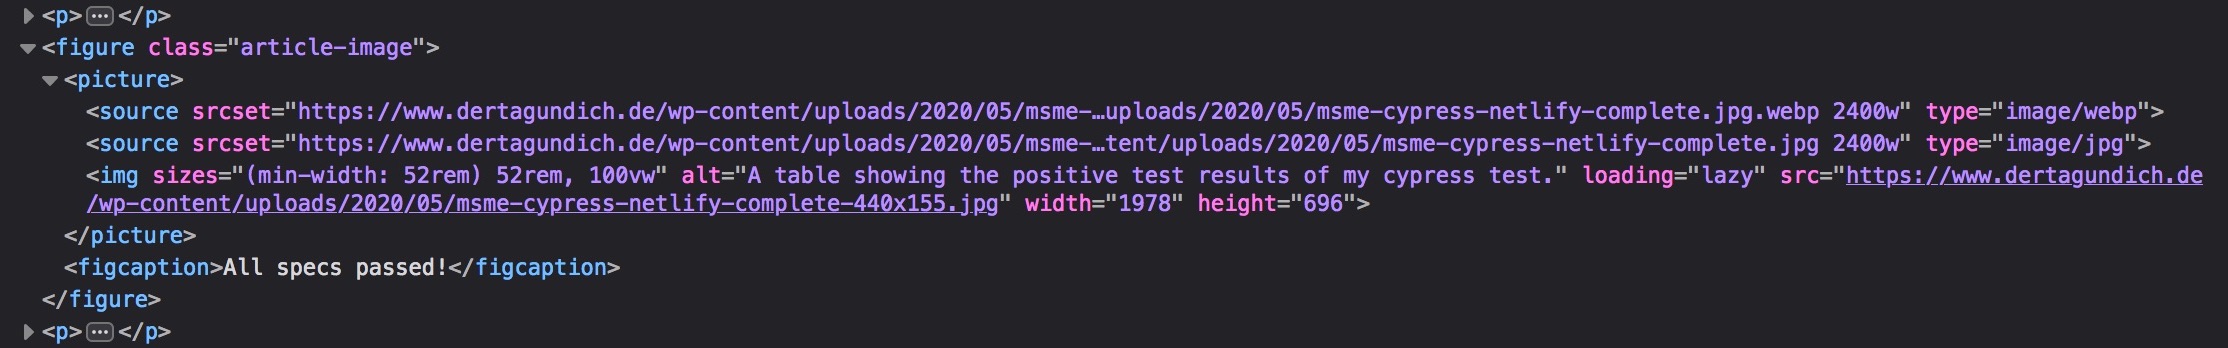 <p>…</p>
<figure class="article-image">
<picture>
<source srcset="https://www.dertagundich.de/wp-content/uploads/2020/05/msme-…uploads/2020/05/msme-cypress-netlify-complete.jpg.webp 2400w" type="image/webp">
<source srcset="https://www.dertagundich.de/wp-content/uploads/2020/05/msme-…tent/uploads/2020/05/msme-cypress-netlify-complete.jpg 2400w" type="image/jpg">
<img sizes="(min-width: 52rem) 52rem, 100vw" alt="A table showing the positive test results of my cypress test." loading="lazy" src="https://www.dertagundich.de
/wp-content/uploads/2020/05/msme-cypress-netlify-complete-440x155.jpg" width="1978" height="696">
</picture>
<figcaption>All specs passed!</figcaption>
</figure>
<p>…</p>